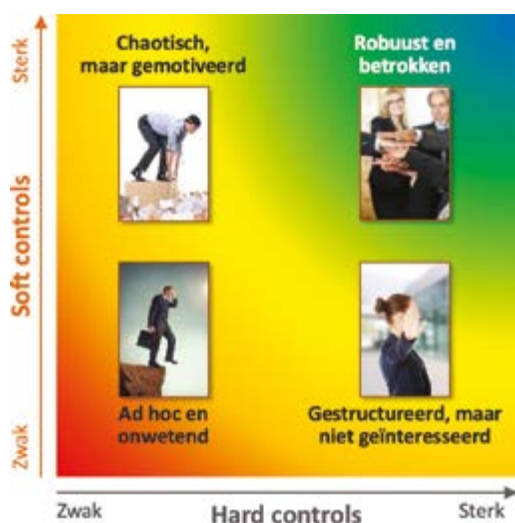 Sterk
Soft controls
Zwak
Chaotisch,
maar gemotiveerd
Robuust en
betrokken
Ad hoc en
onwetend
Gestructureerd, maar
niet geïnteresseerd
Zwak
Hard controls
Sterk